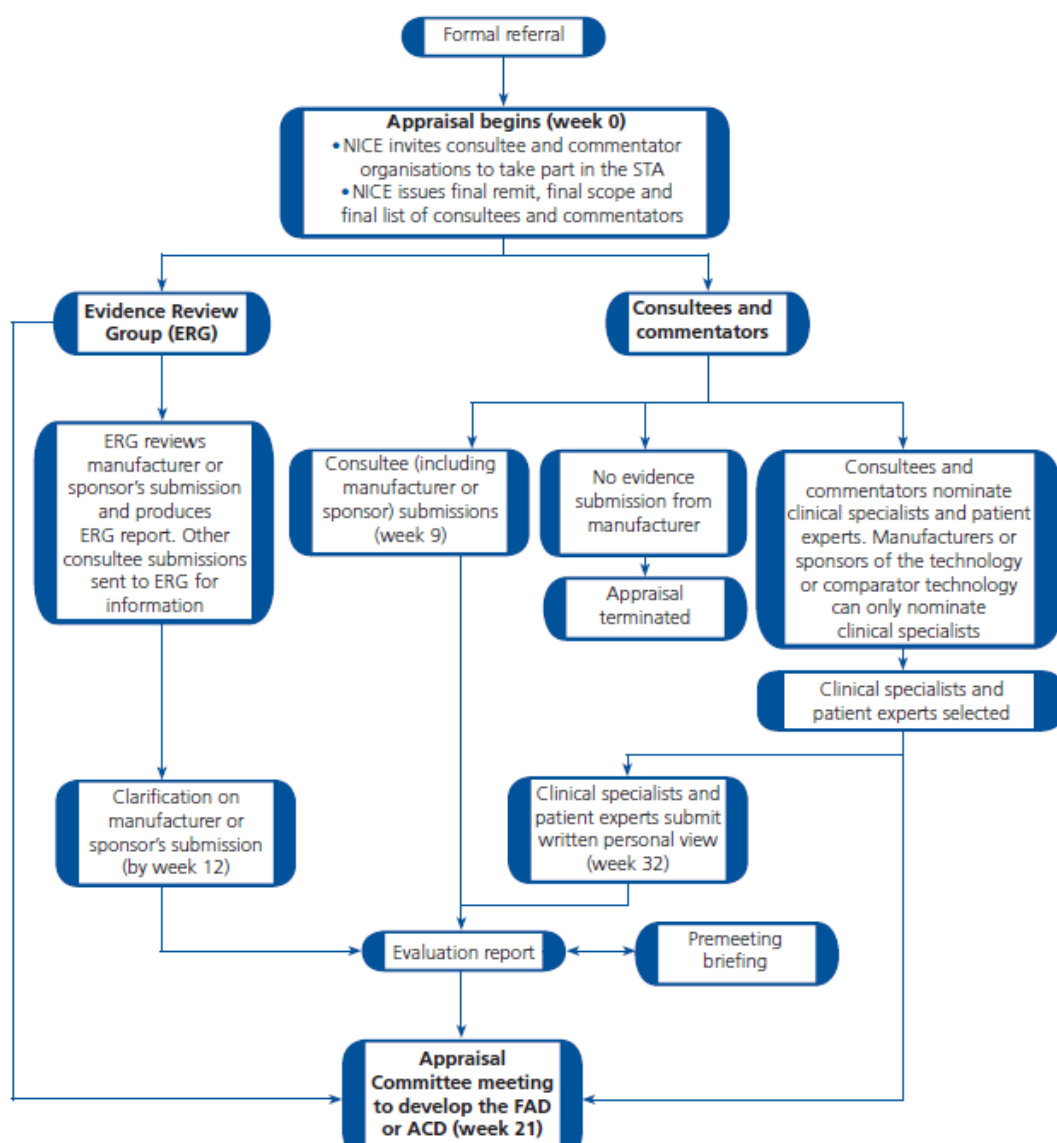 Formal referral
Appraisal begins (week 0)
•NICE invites consultee and commentator
organisations to take part in the STA
•NICE issues final remit, final scope and
final list of consultees and commentators
Evidence Review
Group (ERG)
Consultees and
commentators
ERG reviews
manufacturer or
sponsor's submission
and produces
ERG report. Other
consultee submissions
sent to ERG for
information
Consultee (including
manufacturer or
sponsor) submissions
(week 9)
No evidence
submission from
manufacturer
Consultees and
commentators nominate
clinical specialists and patient
experts. Manufacturers or
sponsors of the technology
or comparator technology
can only nominate
clinical specialists
Appraisal
terminated
Clinical specialists and
patient experts selected
Clarification on
manufacturer or
sponsor's submission
(by week 12)
Clinical specialists and
patient experts submit
written personal view
(week 32)
Evaluation report
Premeeting
briefing
Appraisal
Committee meeting
to develop the FAD
or ACD (week 21)